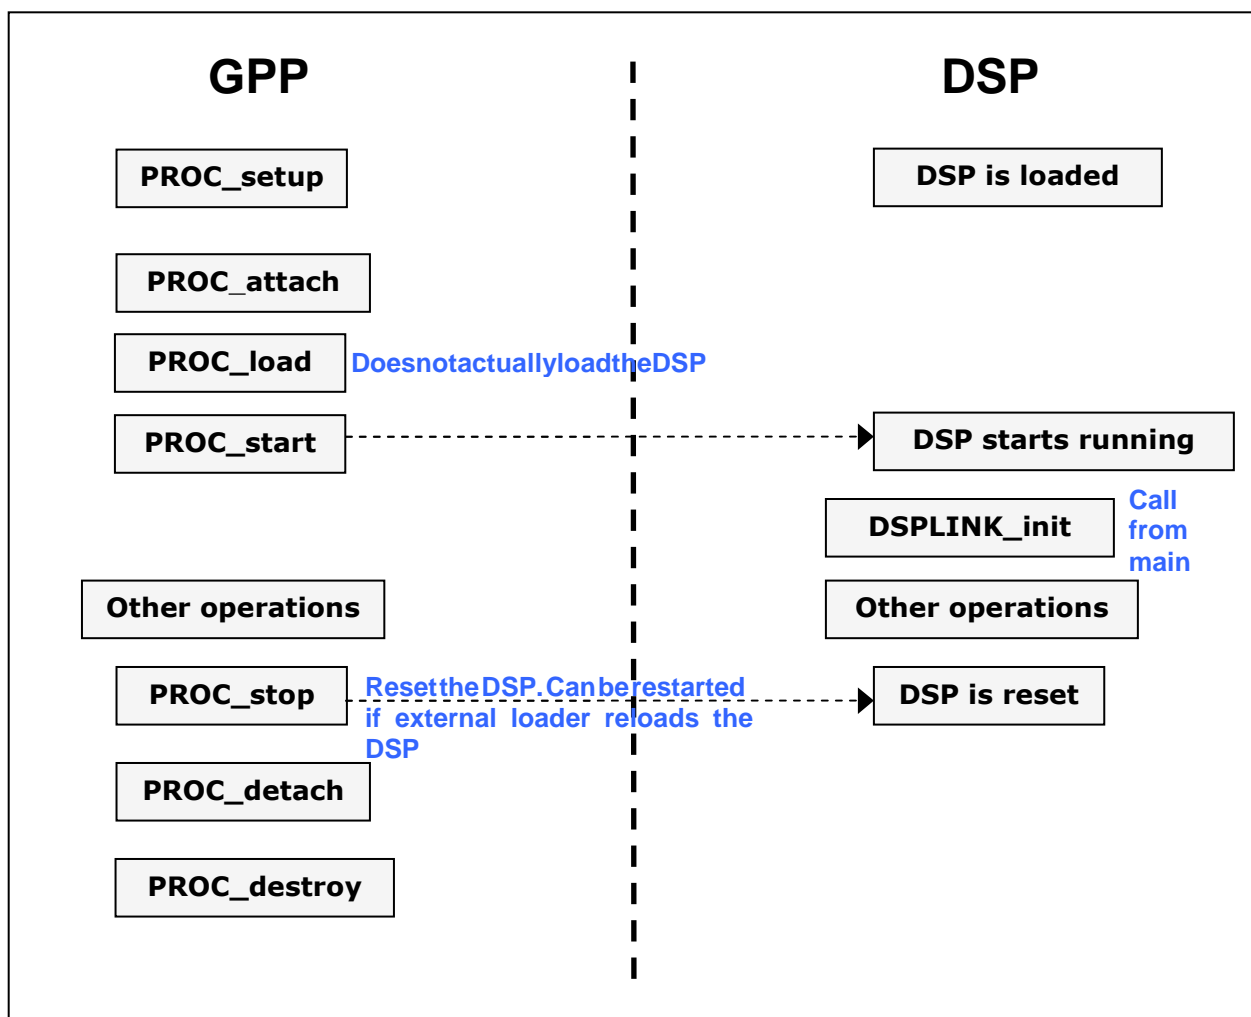 GPP
DSP
PROC_setup
DSP is loaded
PROC_attach
PROC_load
DoesnotactuallyloadtheDSP
PROC_start
DSP starts running
DSPLINK_init
Call
from
main
Other operations
Other operations
PROC_stop
ResettheDSP.Canberestarted
if external loader reloads the
DSP
DSP is reset
PROC_detach
PROC_destroy